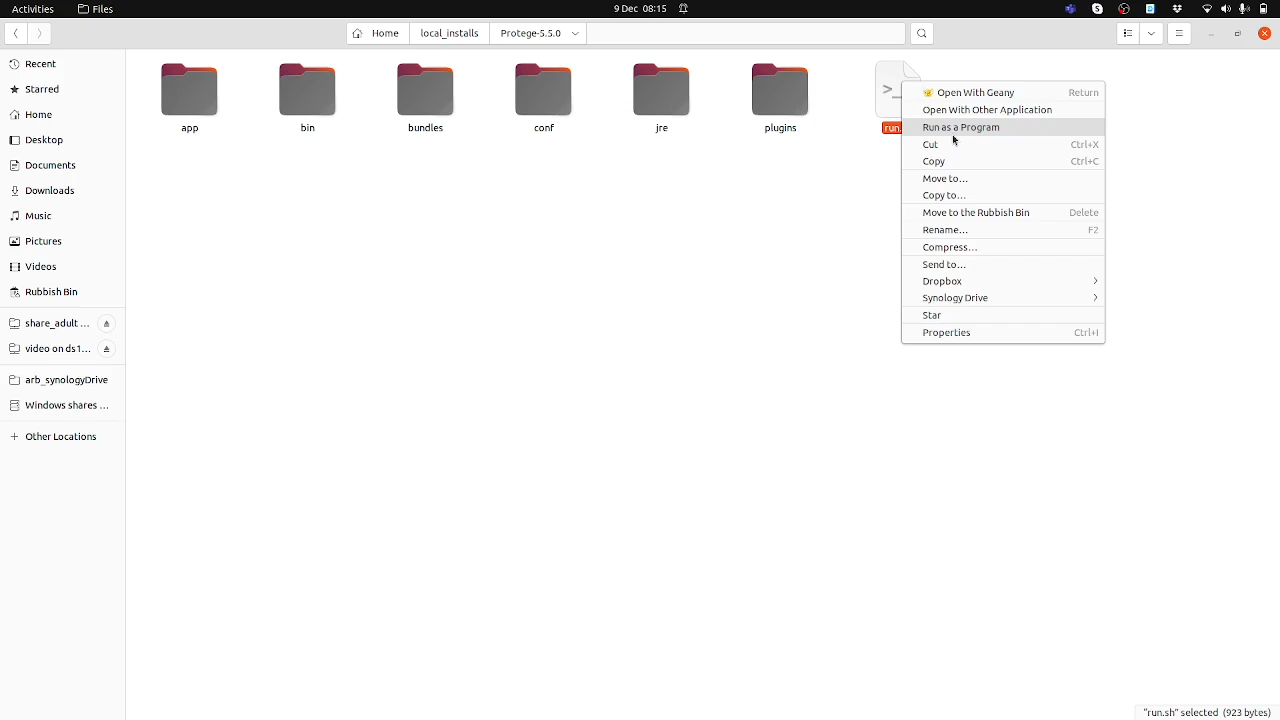 Activities Files 9 Dec 08:15
Home local_installs Protege-5.5.0
Recent
Starred
Home
Desktop
Documents
Downloads
Music
Pictures
Videos
Rubbish Bin
share_adult ...
video on ds1...
arb_synologyDrive
Windows shares ...
+ Other Locations
app bin bundles conf jre plugins run.
>_
Open With Geany Return
Open With Other Application
Run as a Program
Cut Ctrl+X
Copy Ctrl+C
Move to...
Copy to...
Move to the Rubbish Bin Delete
Rename... F2
Compress...
Send to...
Dropbox
Synology Drive
Star
Properties Ctrl+I
"run.sh" selected (923 bytes)